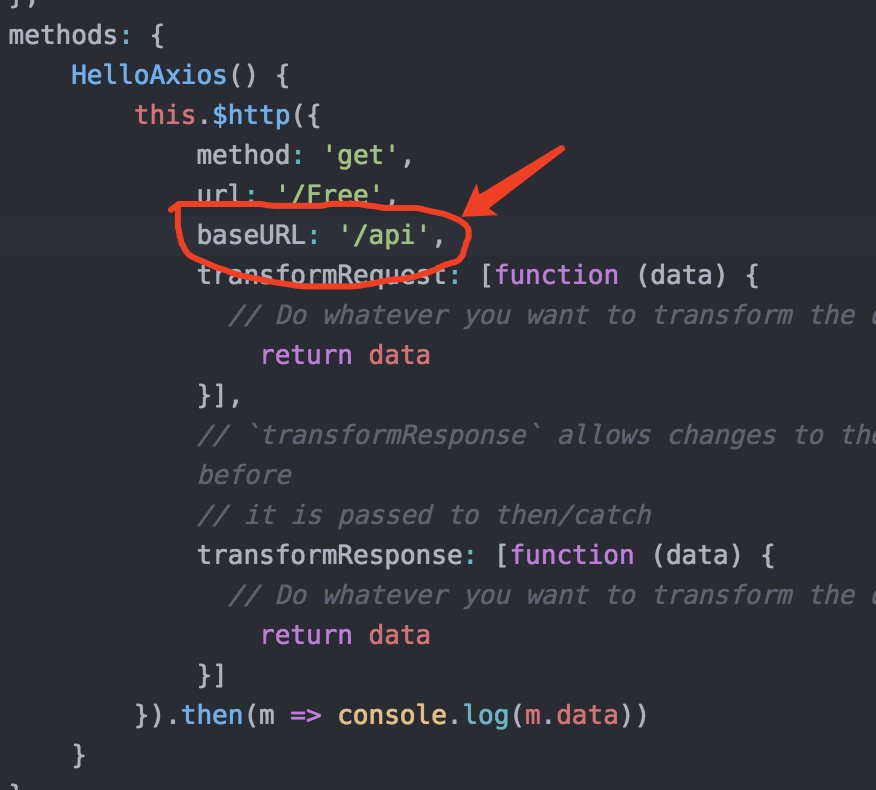 methods: {
HelloAxios() {
this.$http({
method: 'get',
url: '/Free',
baseURL: '/api',
transformRequest: [function (data) {
// Do whatever you want to transform the
return data
}],
// `transformResponse` allows changes to the
before
// it is passed to then/catch
transformResponse: [function (data) {
// Do whatever you want to transform the
return data
}]
}).then(m => console.log(m.data))
}